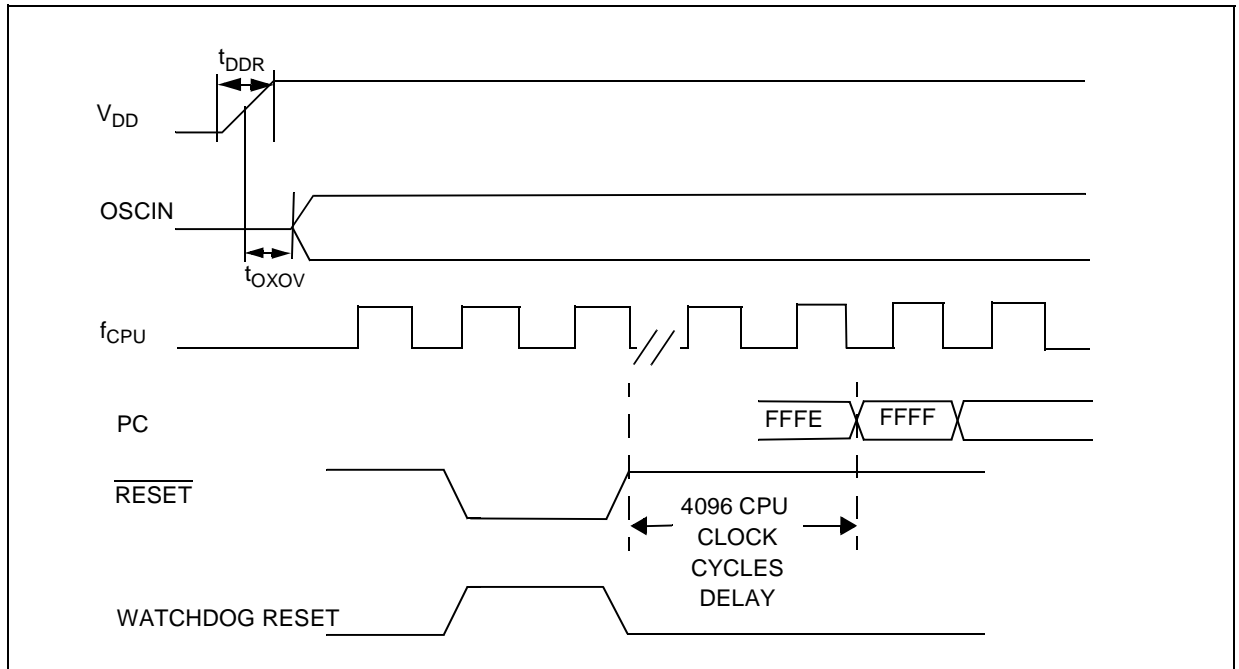 tDDR
VDD
OSCIN
tOXOV
fCPU
PC
FFFE
FFFF
RESET
4096 CPU
CLOCK
CYCLES
DELAY
WATCHDOG RESET